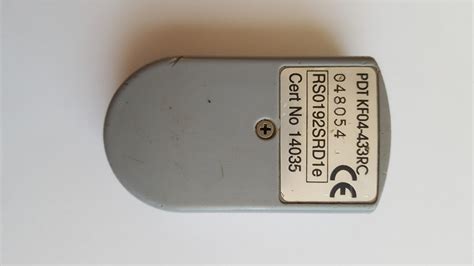 PDT KF04-433RC
048054
RS0192SRD1e
Cert No 14035
CE